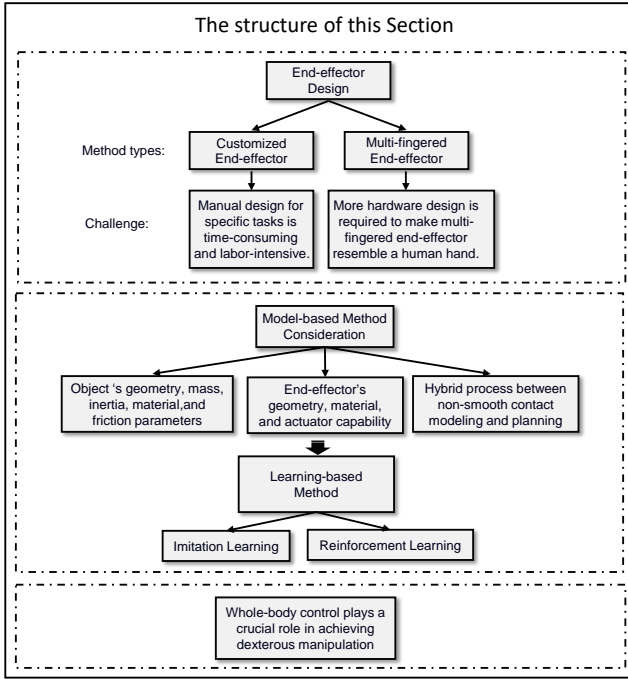 The structure of this Section
End-effector
Design
Method types:
Customized
End-effector
Multi-fingered
End-effector
Challenge:
Manual design for
specific tasks is
time-consuming
and labor-intensive.
More hardware design is
required to make multi-
fingered end-effector
resemble a human hand.
Model-based Method
Consideration
Object ‘s geometry, mass,
inertia, material,and
friction parameters
End-effector’s
geometry, material,
and actuator capability
Hybrid process between
non-smooth contact
modeling and planning
Learning-based
Method
Imitation Learning
Reinforcement Learning
Whole-body control plays a
crucial role in achieving
dexterous manipulation